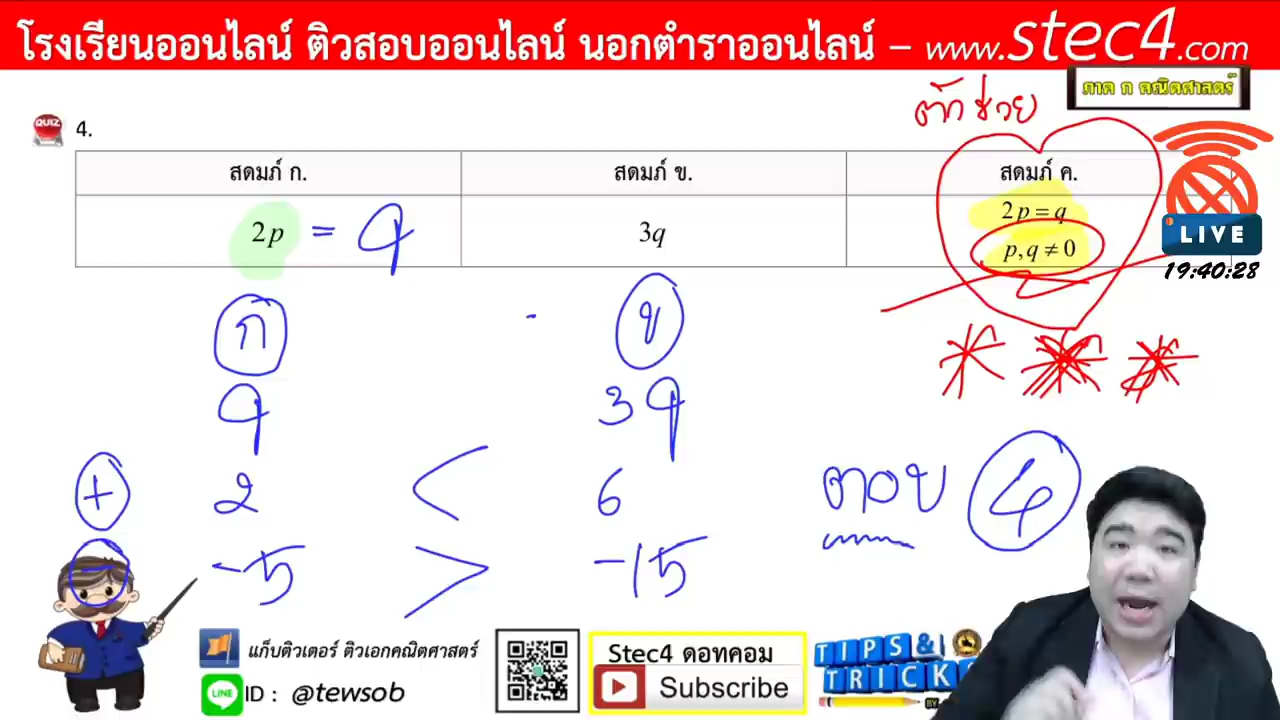 โรงเรียนออนไลน์ ติวสอบออนไลน์ นอกตำราออนไลน์ – www.stec4.com
ภาค ก คณิตศาสตร์
ตัวช่วย
QUIZ
4.
สดมภ์ ก. สดมภ์ ข. สดมภ์ ค.
2p = q 3q 2p = q
p, q ≠ 0
LIVE
19:40:28
ก ข
q 3q
+ 2 < 6 ตอบ 4
- -5 > -15
แก็บติวเตอร์ ติวเอกคณิตศาสตร์
LINE ID : @tewsob
Stec4 ดอทคอม
Subscribe
TIPS &
TRICK
BY